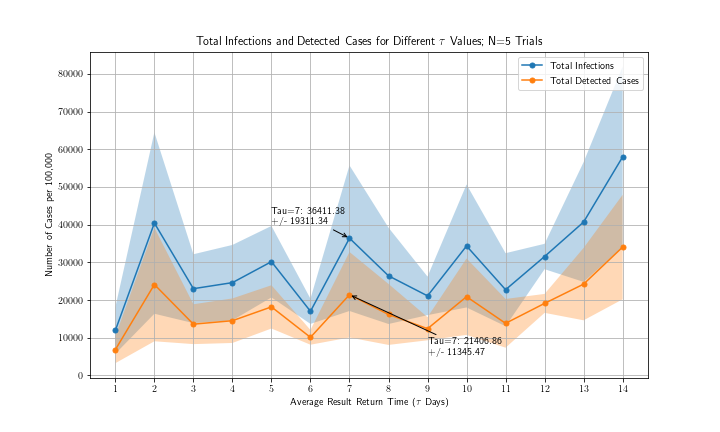 Total Infections and Detected Cases for Different τ Values; N=5 Trials
Total Infections
Total Detected Cases
80000
70000
60000
50000
40000
30000
20000
10000
0
Number of Cases per 100,000
Tau=7: 36411.38
+/- 19311.34
Tau=7: 21406.86
+/- 11345.47
1 2 3 4 5 6 7 8 9 10 11 12 13 14
Average Result Return Time (τ Days)